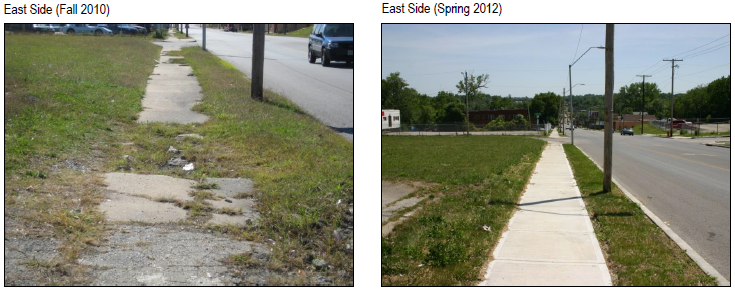 East Side (Fall 2010)
East Side (Spring 2012)